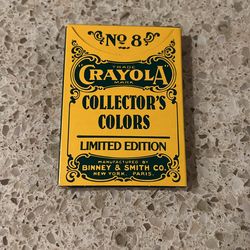 No 8
TRADE
CRAYOLA
MARK
COLLECTOR'S
COLORS
LIMITED EDITION
MANUFACTURED BY
BINNEY & SMITH CO.
NEW YORK. PARIS.